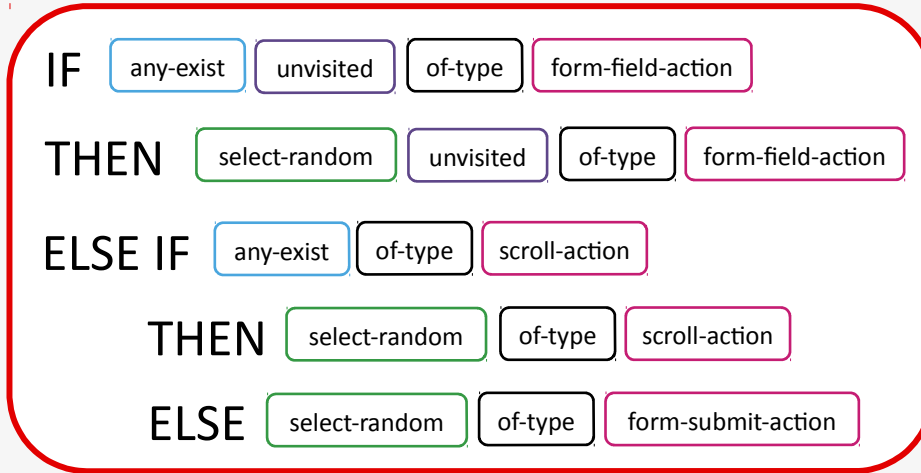 IF any-exist unvisited of-type form-field-action
THEN select-random unvisited of-type form-field-action
ELSE IF any-exist of-type scroll-action
THEN select-random of-type scroll-action
ELSE select-random of-type form-submit-action